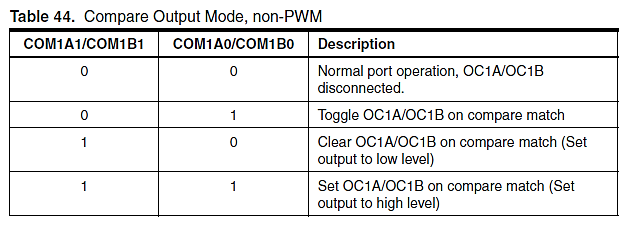 Table 44. Compare Output Mode, non-PWM
COM1A1/COM1B1 COM1A0/COM1B0 Description
0 0 Normal port operation, OC1A/OC1B
disconnected.
0 1 Toggle OC1A/OC1B on compare match
1 0 Clear OC1A/OC1B on compare match (Set
output to low level)
1 1 Set OC1A/OC1B on compare match (Set
output to high level)